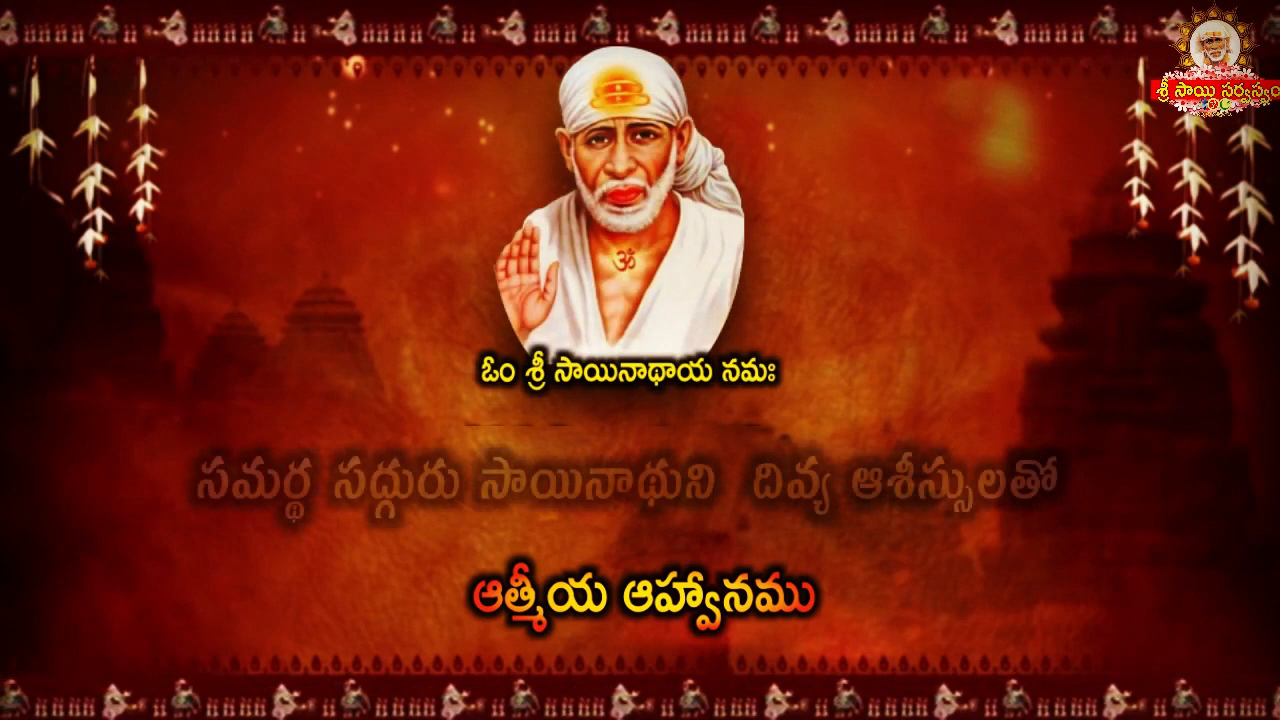 శ్రీ సాయి సర్వస్వం
ఓం శ్రీ సాయినాథాయ నమః
సమర్థ సద్గురు సాయినాథుని దివ్య ఆశీస్సులతో
ఆత్మీయ ఆహ్వానము